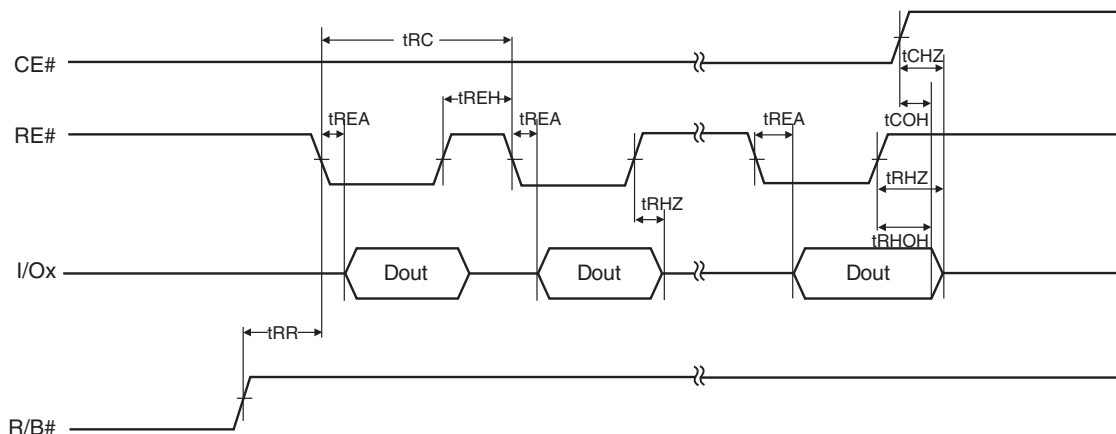 tRC
CE#
tCHZ
tREH
tCOH
tREA
tREA
tREA
RE#
tRHZ
tRHZ
tRHOH
I/Ox
Dout
Dout
Dout
tRR
R/B#